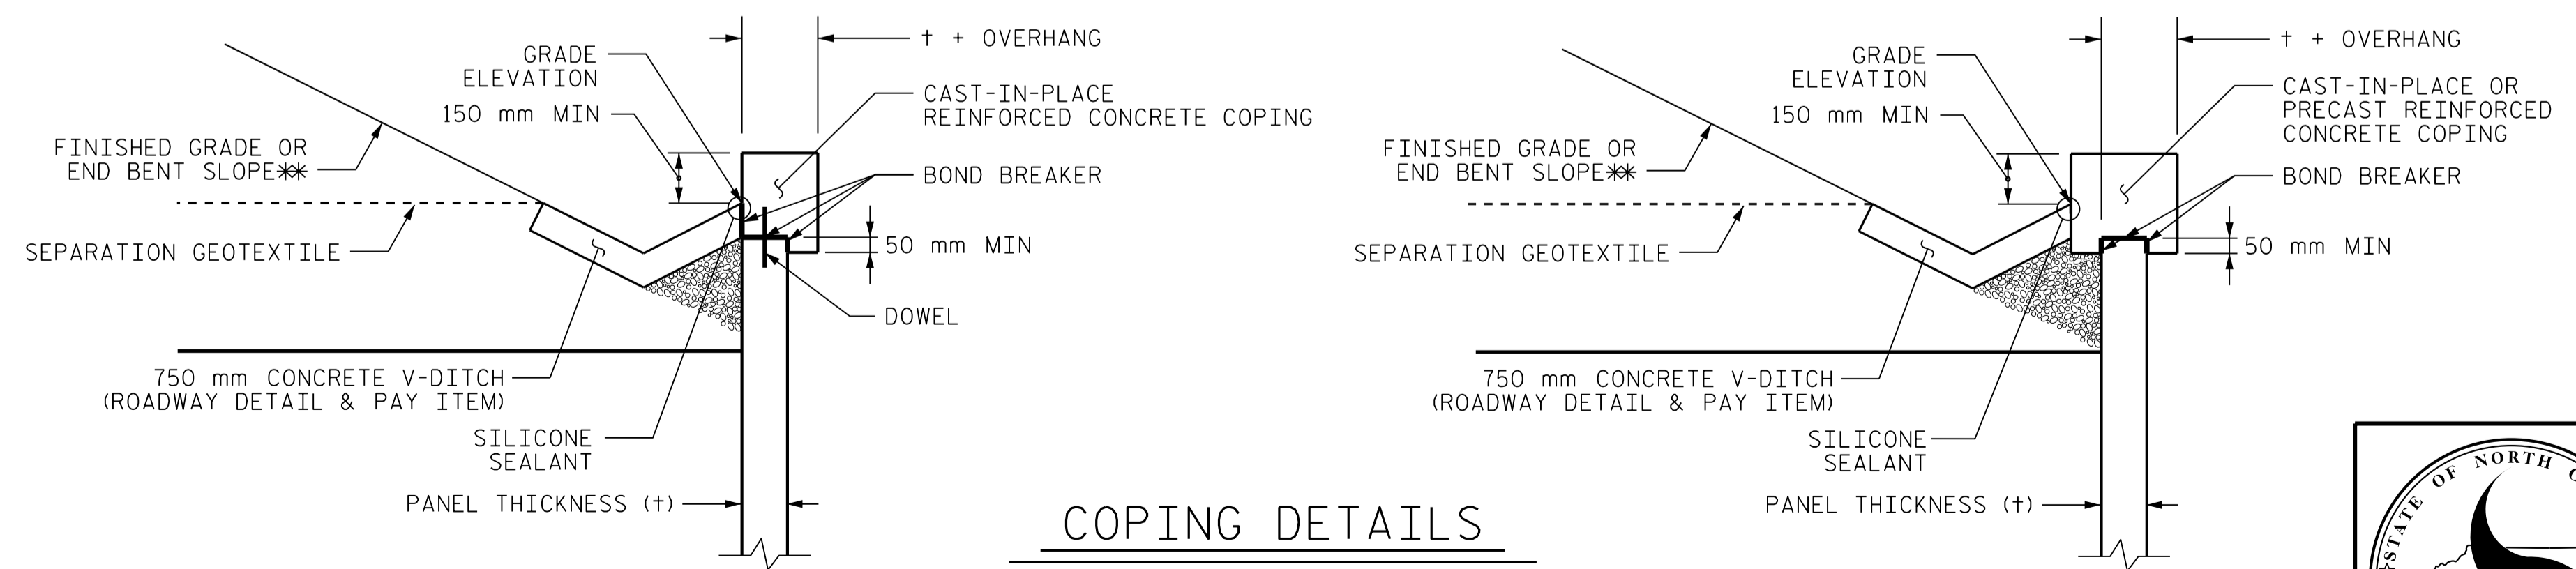 † + OVERHANG
GRADE
ELEVATION
CAST-IN-PLACE
REINFORCED CONCRETE COPING
150 mm MIN
FINISHED GRADE OR
END BENT SLOPE**
BOND BREAKER
SEPARATION GEOTEXTILE
50 mm MIN
DOWEL
750 mm CONCRETE V-DITCH
(ROADWAY DETAIL & PAY ITEM)
SILICONE
SEALANT
PANEL THICKNESS (†)
† + OVERHANG
GRADE
ELEVATION
CAST-IN-PLACE OR
PRECAST REINFORCED
CONCRETE COPING
150 mm MIN
FINISHED GRADE OR
END BENT SLOPE**
BOND BREAKER
SEPARATION GEOTEXTILE
50 mm MIN
750 mm CONCRETE V-DITCH
(ROADWAY DETAIL & PAY ITEM)
SILICONE
SEALANT
PANEL THICKNESS (†)
COPING DETAILS
STATE OF NORTH